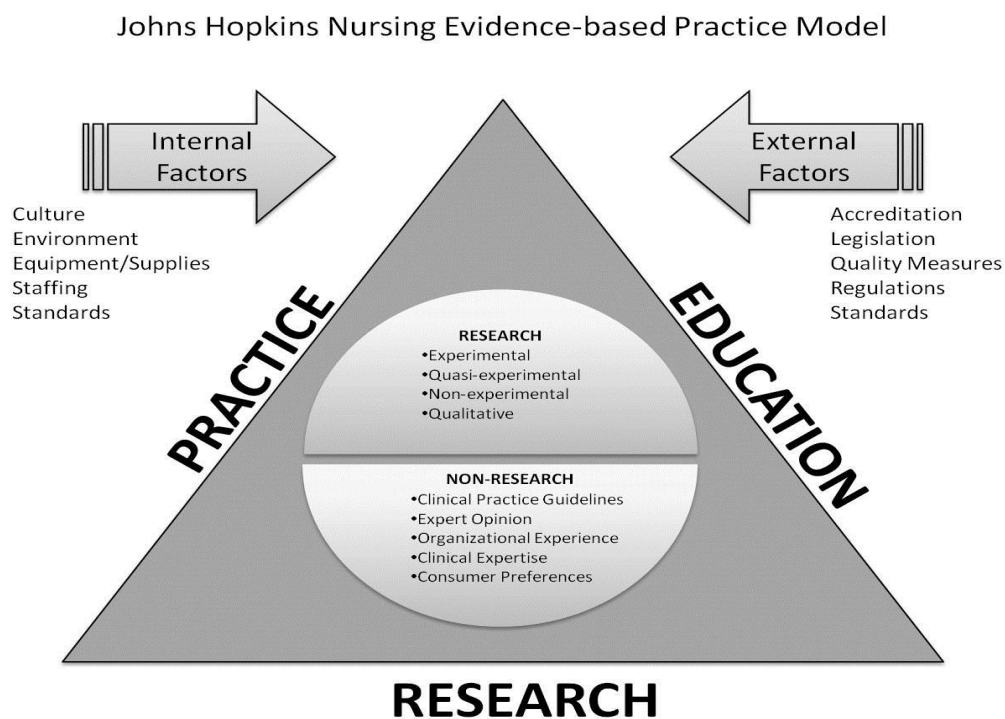 Johns Hopkins Nursing Evidence-based Practice Model
Internal
Factors
Culture
Environment
Equipment/Supplies
Staffing
Standards
External
Factors
Accreditation
Legislation
Quality Measures
Regulations
Standards
PRACTICE
EDUCATION
RESEARCH
•Experimental
•Quasi-experimental
•Non-experimental
•Qualitative
NON-RESEARCH
•Clinical Practice Guidelines
•Expert Opinion
•Organizational Experience
•Clinical Expertise
•Consumer Preferences
RESEARCH